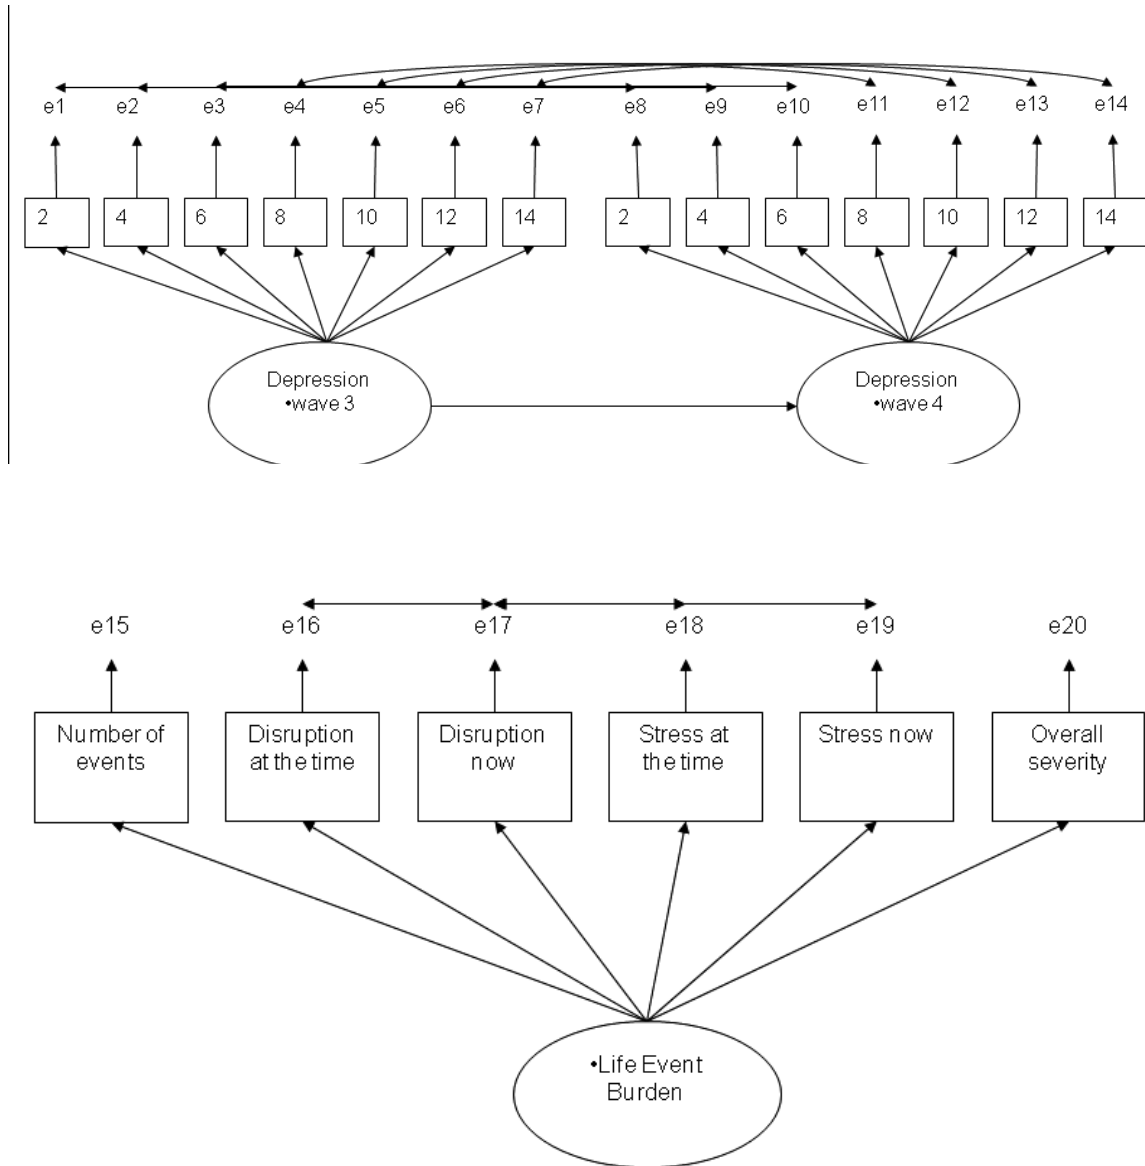 e1 e2 e3 e4 e5 e6 e7 e8 e9 e10 e11 e12 e13 e14
2 4 6 8 10 12 14 2 4 6 8 10 12 14
Depression
•wave 3
Depression
•wave 4
e15 e16 e17 e18 e19 e20
Number of
events
Disruption
at the time
Disruption
now
Stress at
the time
Stress now
Overall
severity
•Life Event
Burden